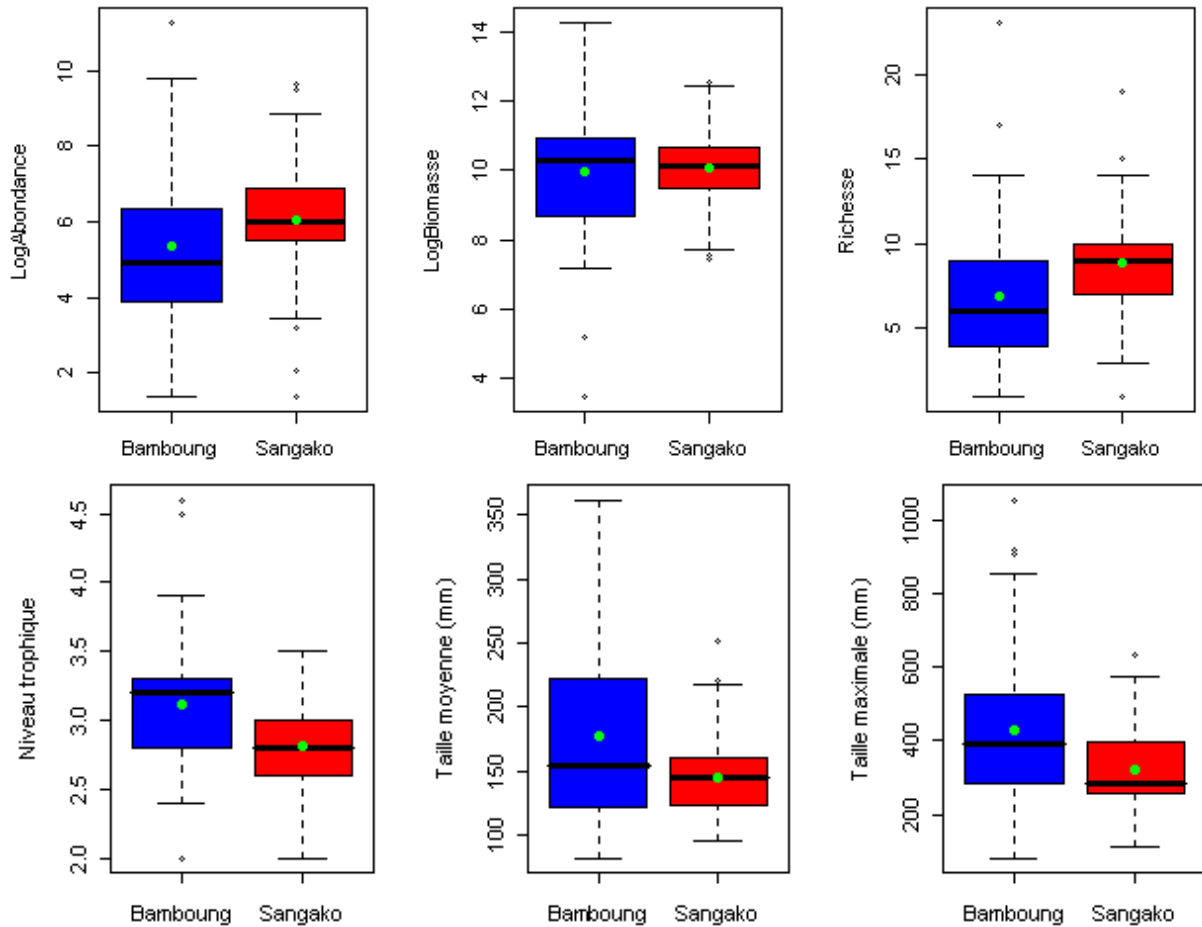 LogAbondance
10
8
6
4
2
Bamboung Sangako
LogBiomasse
14
12
10
8
6
4
Bamboung Sangako
Richesse
20
15
10
5
Bamboung Sangako
Niveau trophique
4.5
4.0
3.5
3.0
2.5
2.0
Bamboung Sangako
Taille moyenne (mm)
350
300
250
200
150
100
Bamboung Sangako
Taille maximale (mm)
1000
800
600
400
200
Bamboung Sangako